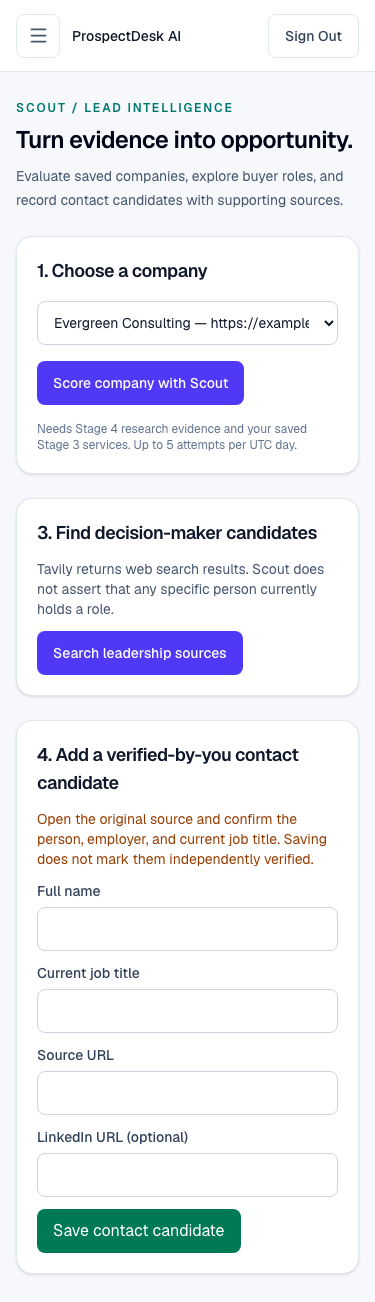 ProspectDesk AI
Sign Out
SCOUT / LEAD INTELLIGENCE
Turn evidence into opportunity.
Evaluate saved companies, explore buyer roles, and
record contact candidates with supporting sources.
1. Choose a company
Evergreen Consulting — https://example
Score company with Scout
Needs Stage 4 research evidence and your saved
Stage 3 services. Up to 5 attempts per UTC day.
3. Find decision-maker candidates
Tavily returns web search results. Scout does
not assert that any specific person currently
holds a role.
Search leadership sources
4. Add a verified-by-you contact
candidate
Open the original source and confirm the
person, employer, and current job title. Saving
does not mark them independently verified.
Full name
Current job title
Source URL
LinkedIn URL (optional)
Save contact candidate